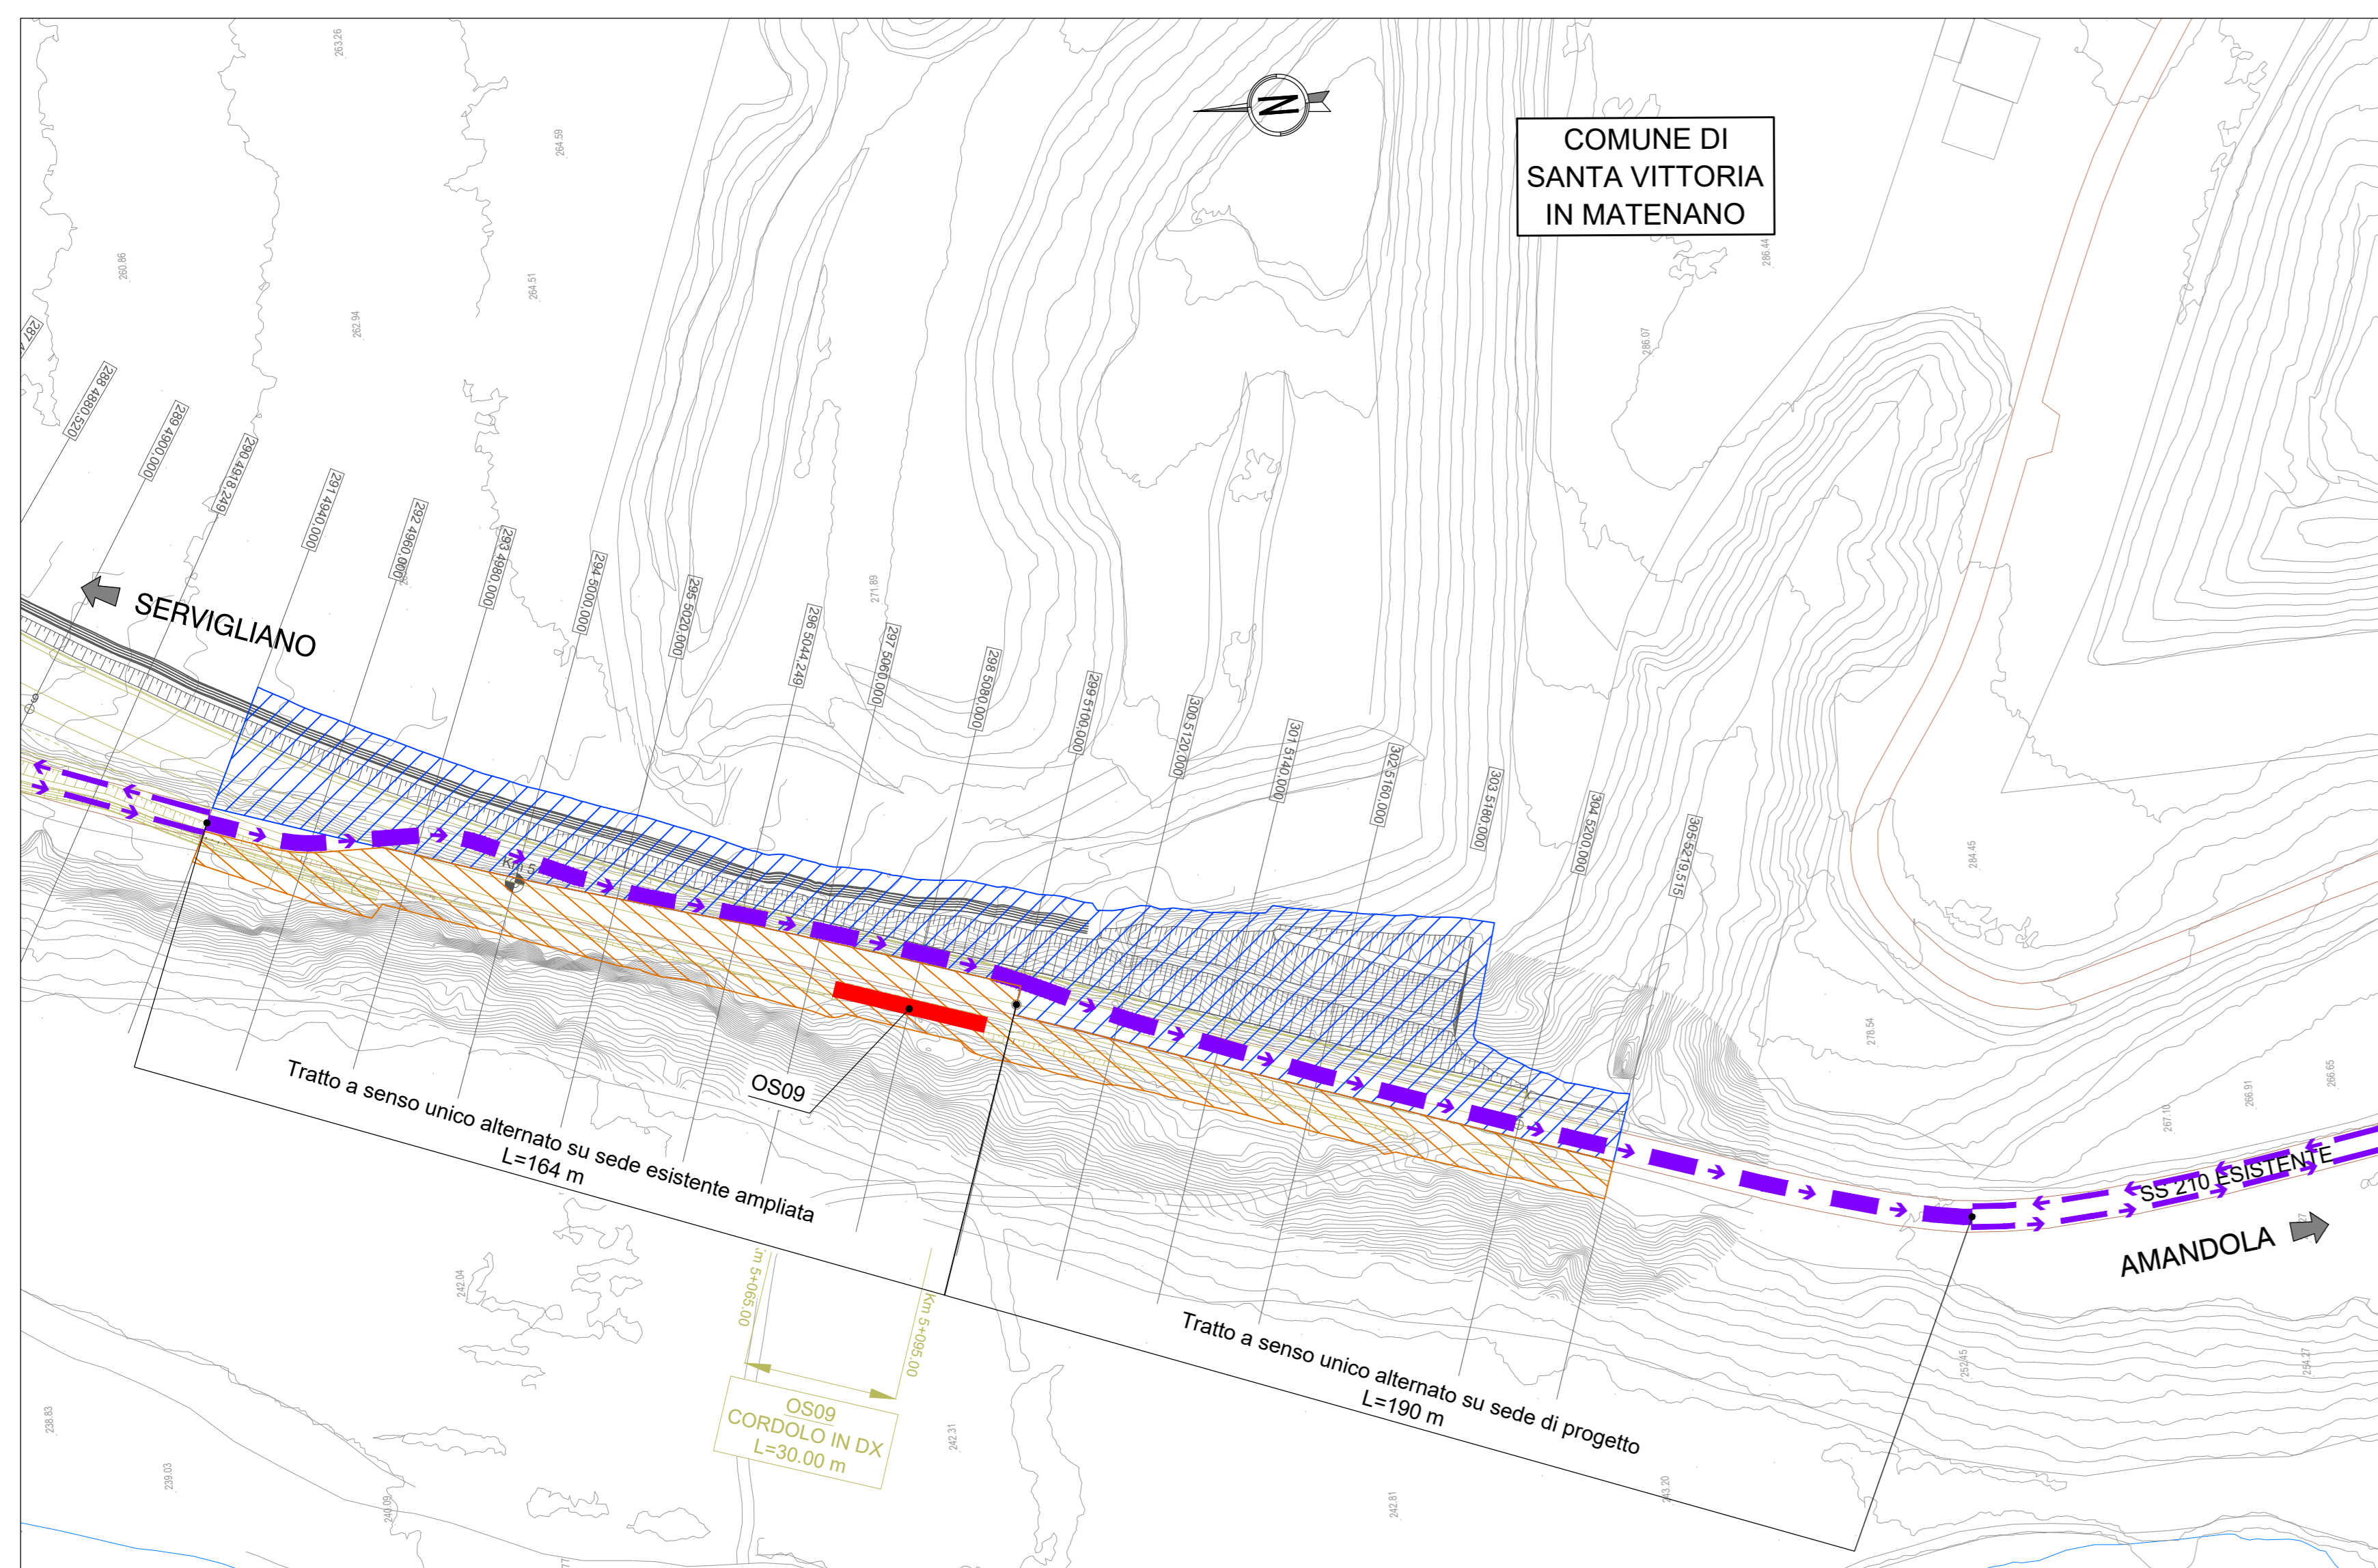 263.26
264.59
N
COMUNE DI
SANTA VITTORIA
IN MATENANO
260.86
264.51
286.44
262.94
286.07
288 4880.520
289 4900.000
290 4918.249
291 4940.000
292 4960.000
293 4980.000
294 5000.000
295 5020.000
296 5044.249
297 5060.000
298 5080.000
299 5100.000
300 5120.000
301 5140.000
302 5160.000
303 5180.000
304 5200.000
305 5219.515
271.89
SERVIGLIANO
9
Km 5
284.45
278.54
266.65
266.91
267.10
OS09
Tratto a senso unico alternato su sede esistente ampliata
L=164 m
SS 210 ESISTENTE
AMANDOLA
242.04
Km 5+095.00
OS09
CORDOLO IN DX
L=30.00 m
Tratto a senso unico alternato su sede di progetto
L=190 m
252.45
254.27
238.83
239.03
240.09
242.31
242.81
243.20